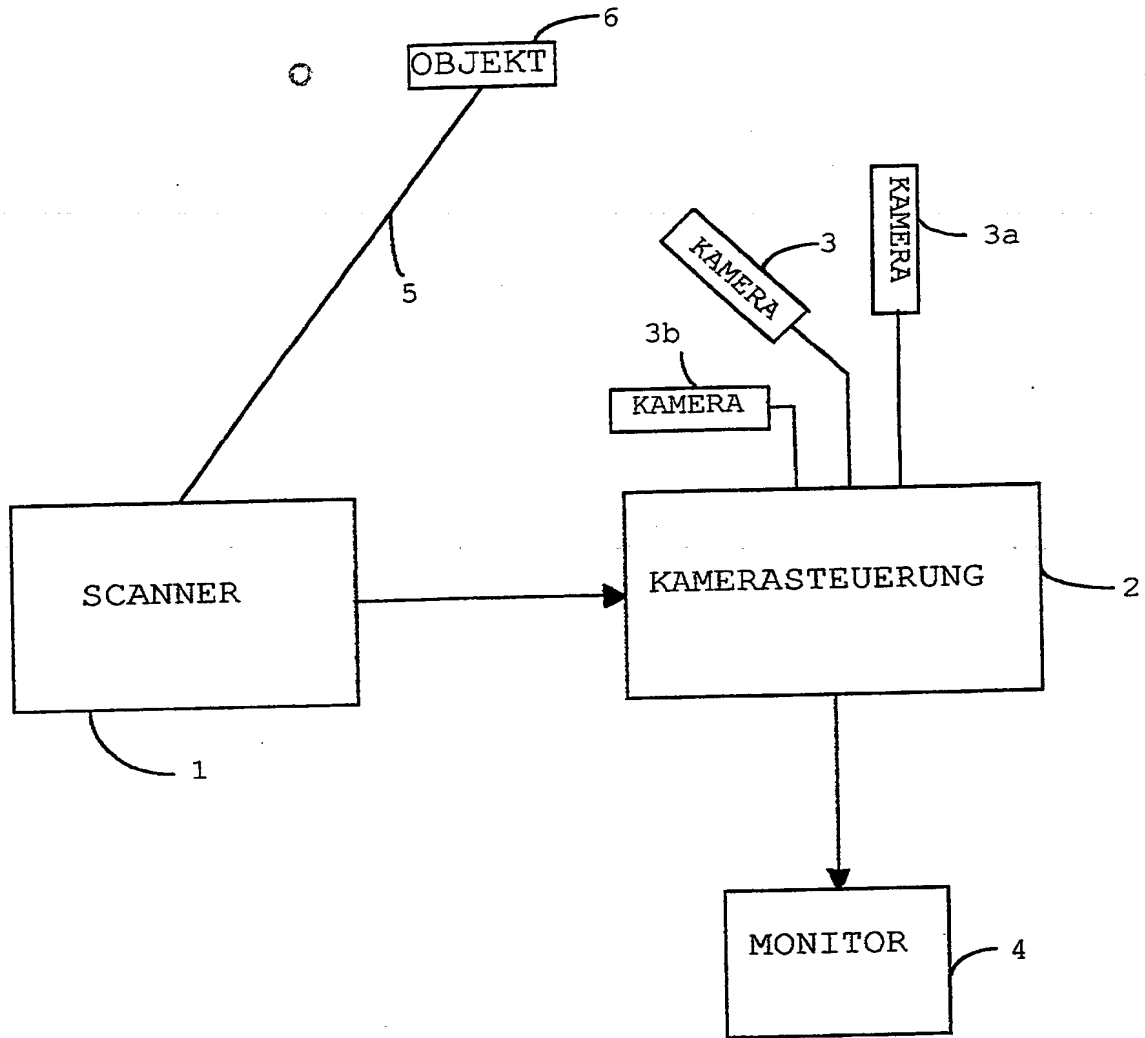 6
OBJEKT
5
KAMERA
3
KAMERA
3a
3b
KAMERA
SCANNER
KAMERASTEUERUNG
2
1
MONITOR
4